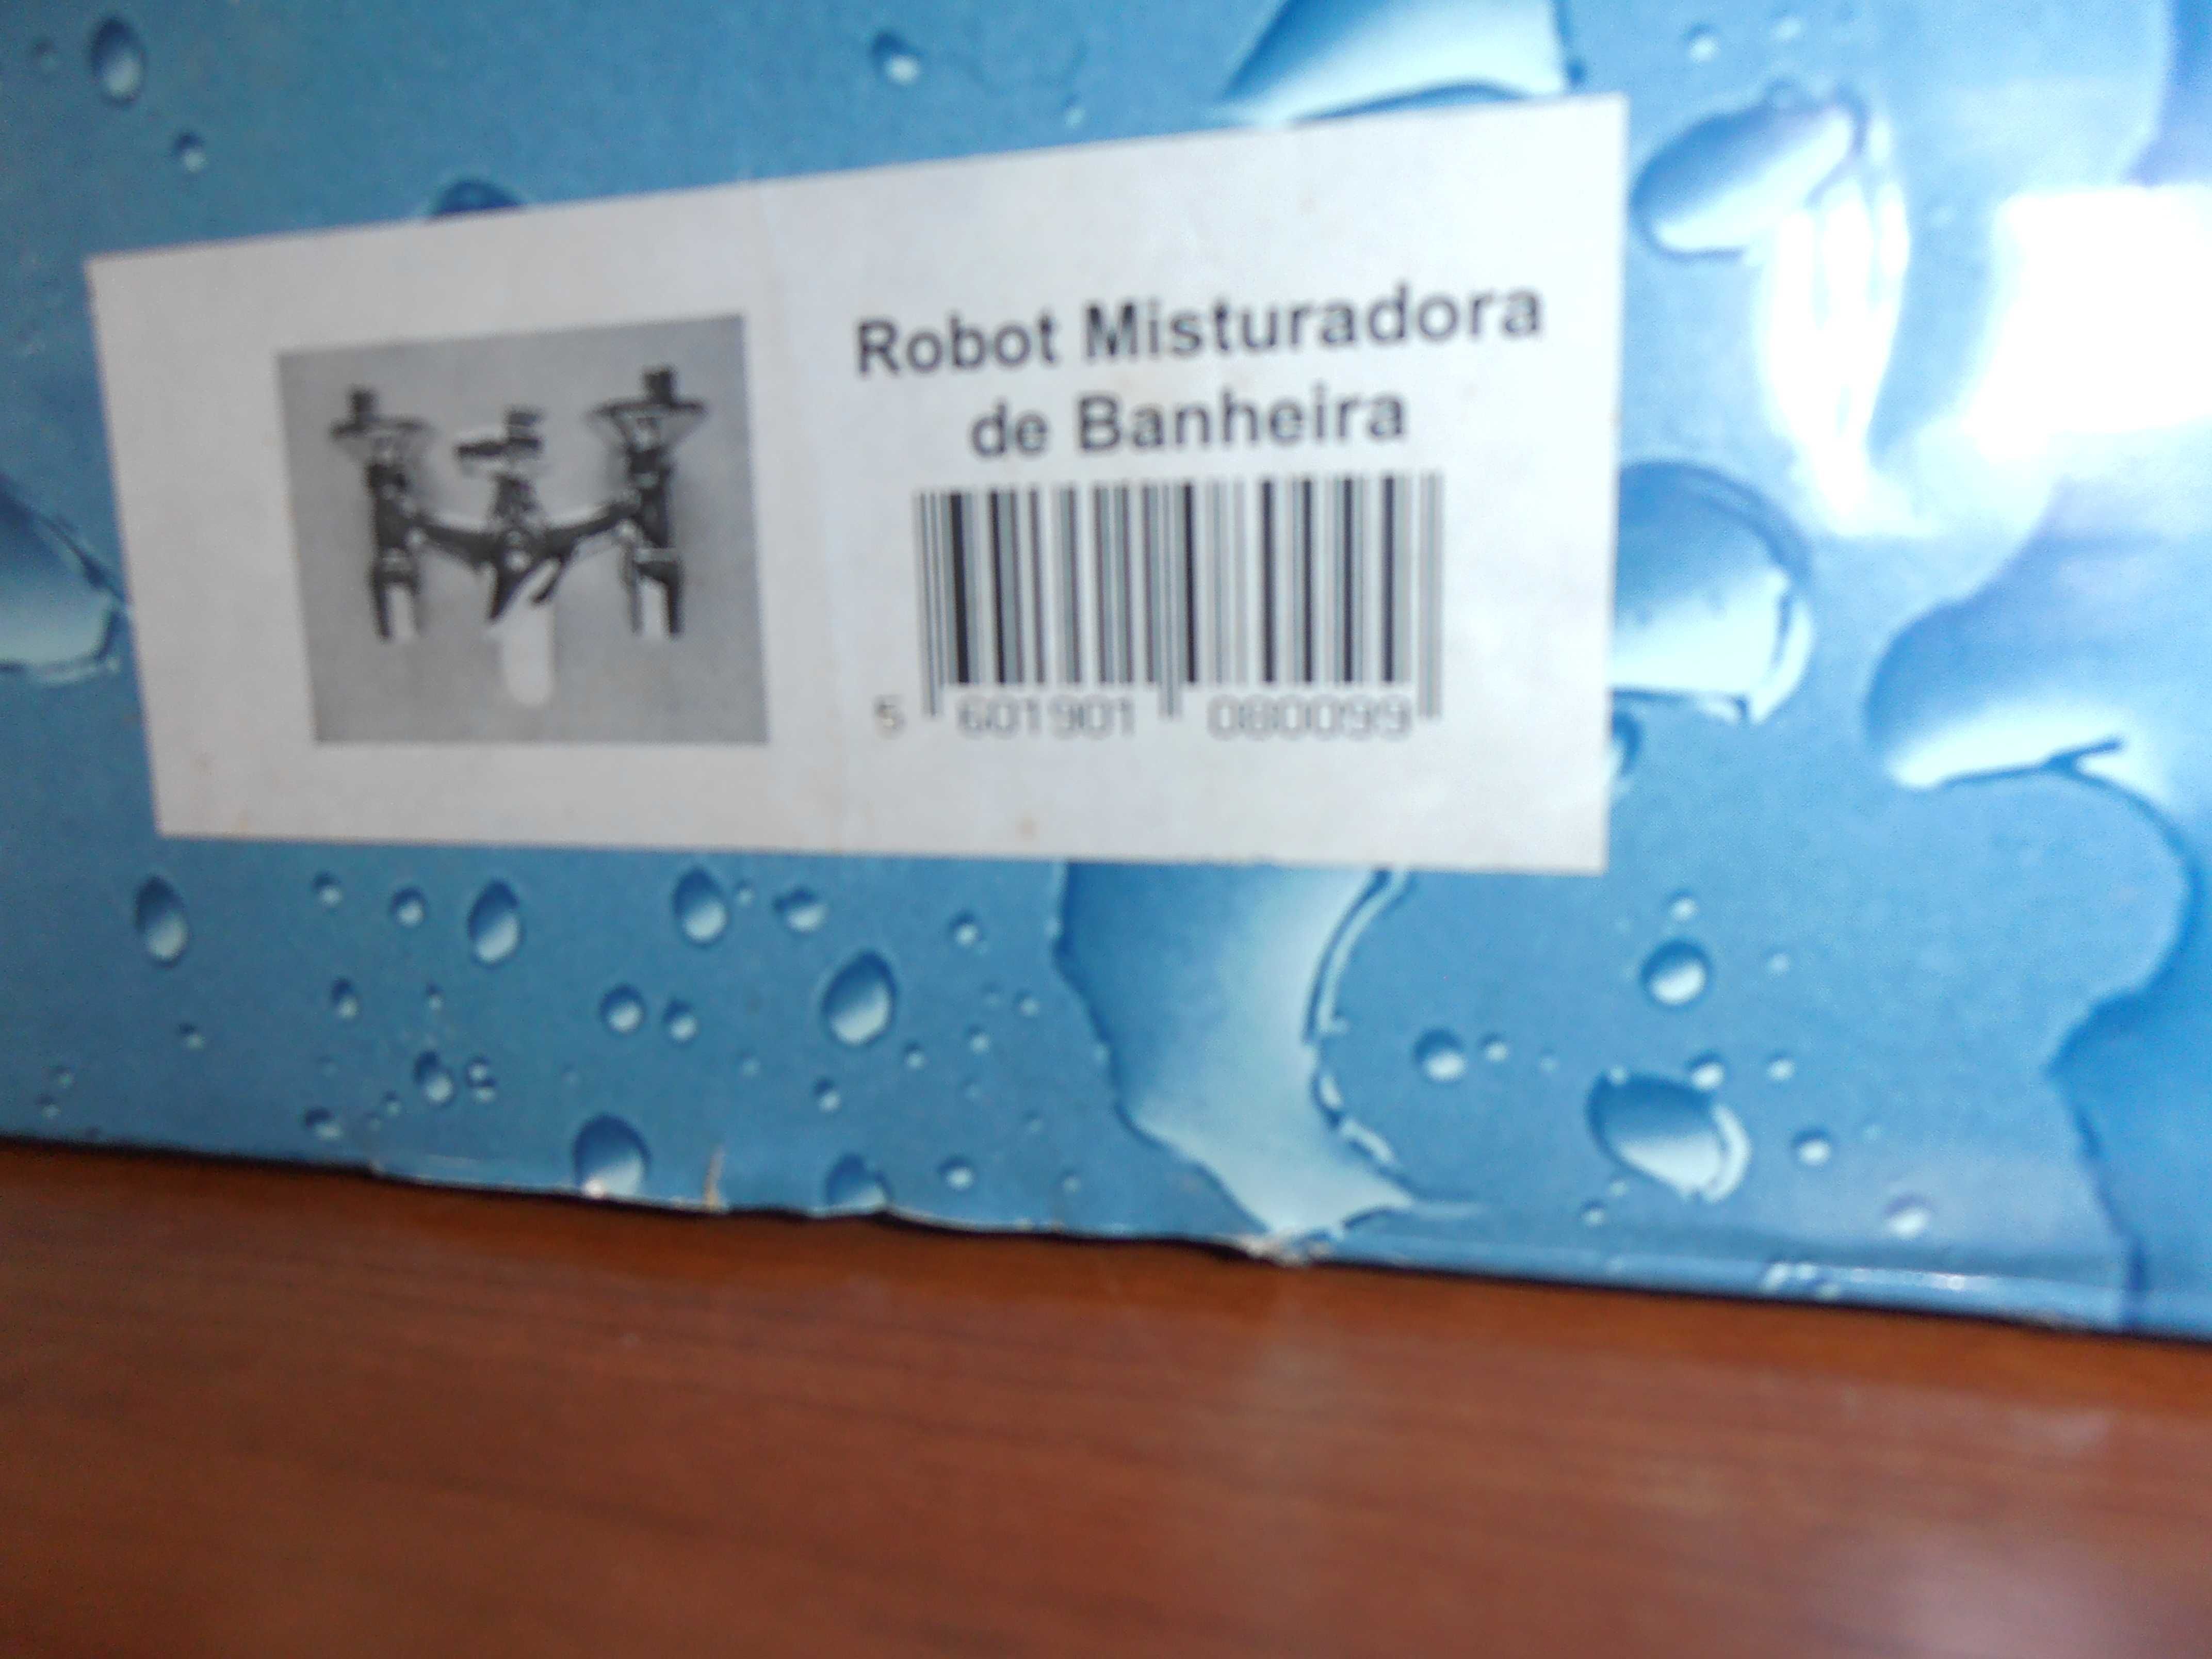 Robot Misturadora
de Banheira
5 601901 080099